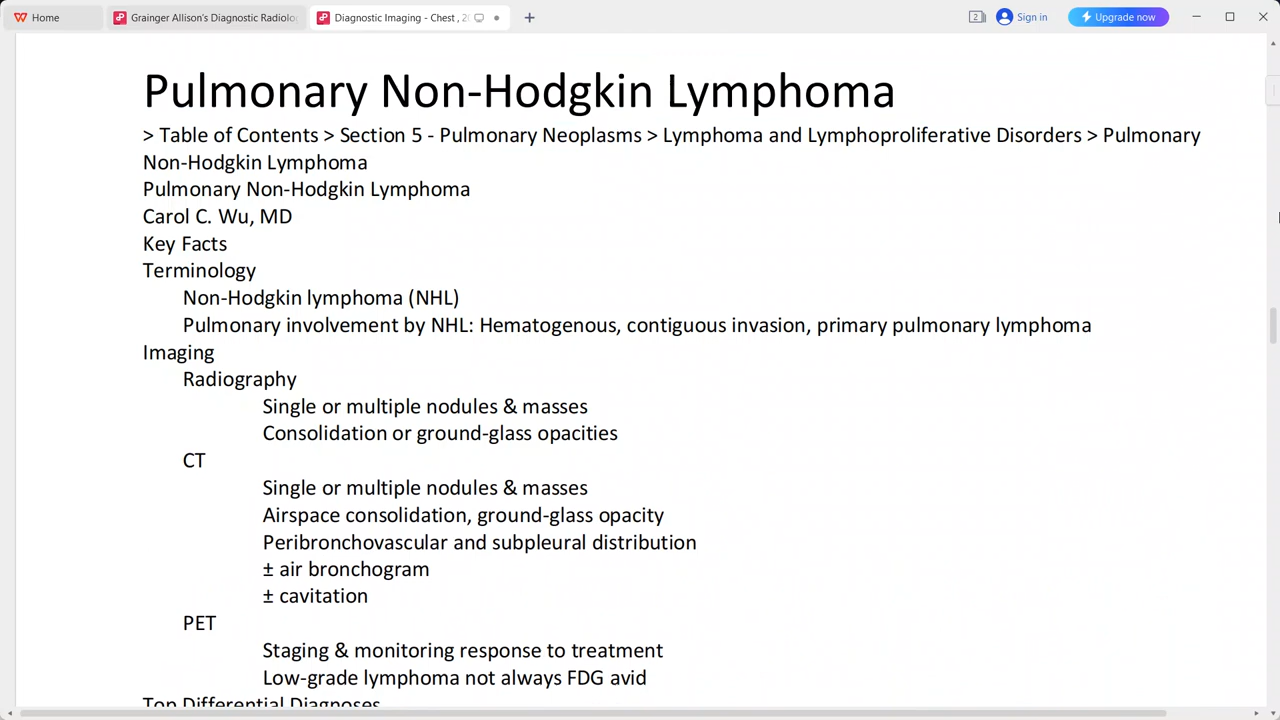 Home
Grainger Allison's Diagnostic Radiolo
Diagnostic Imaging - Chest , 2
2
Sign in
Upgrade now
Pulmonary Non-Hodgkin Lymphoma
> Table of Contents > Section 5 - Pulmonary Neoplasms > Lymphoma and Lymphoproliferative Disorders > Pulmonary
Non-Hodgkin Lymphoma
Pulmonary Non-Hodgkin Lymphoma
Carol C. Wu, MD
Key Facts
Terminology
Non-Hodgkin lymphoma (NHL)
Pulmonary involvement by NHL: Hematogenous, contiguous invasion, primary pulmonary lymphoma
Imaging
Radiography
Single or multiple nodules & masses
Consolidation or ground-glass opacities
CT
Single or multiple nodules & masses
Airspace consolidation, ground-glass opacity
Peribronchovascular and subpleural distribution
± air bronchogram
± cavitation
PET
Staging & monitoring response to treatment
Low-grade lymphoma not always FDG avid
Top Differential Diagnoses